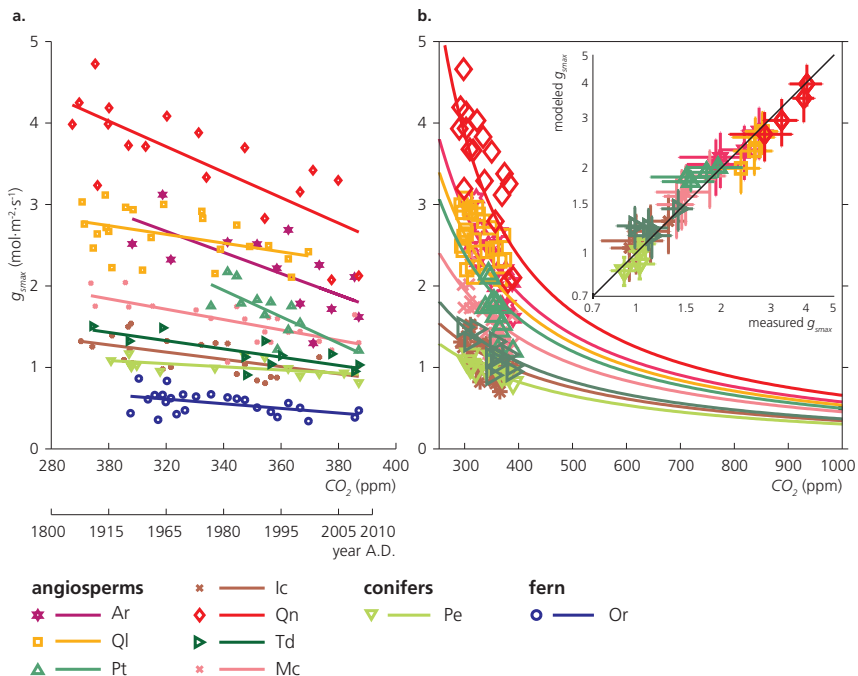 a.
5
4
3
2
1
0
g_smax (mol·m⁻²·s⁻¹)
280 320 360 360 400
CO₂ (ppm)
1800 1915 1965 1980 1995 2005 2010
year A.D.
b.
5
4
3
2
1
0
300 400 500 600 700 800 900 1000
CO₂ (ppm)
modeled g_smax
5
4
3
2
1.5
1
0.7
0.7 1 1.5 2 3 4 5
measured g_smax
angiosperms
Ar
Ql
Pt
Ic
Qn
Td
Mc
conifers
Pe
fern
Or